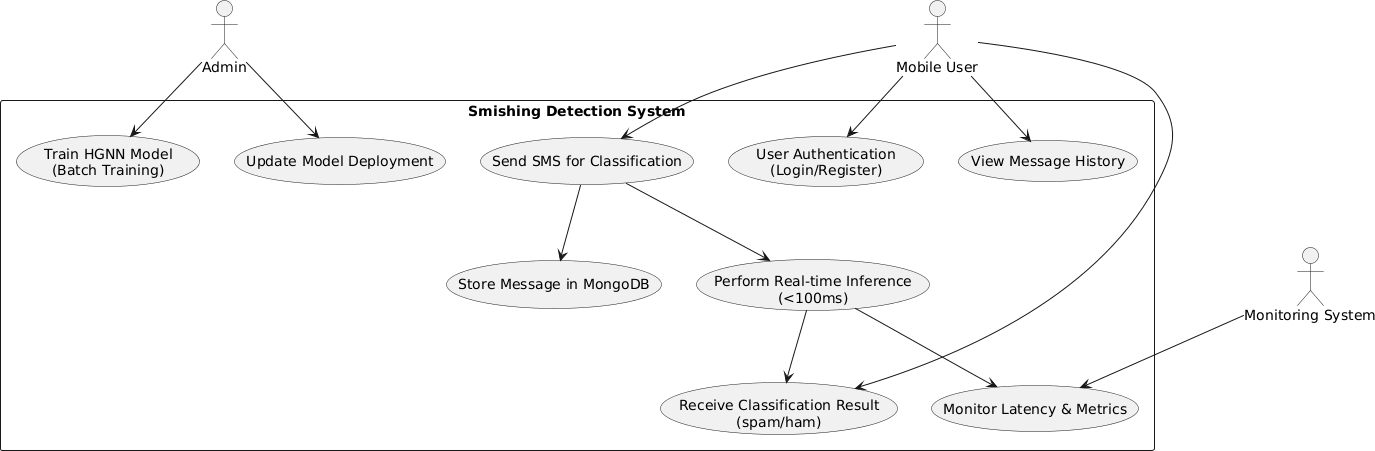 Admin
Mobile User
Smishing Detection System
Train HGNN Model
(Batch Training)
Update Model Deployment
Send SMS for Classification
User Authentication
(Login/Register)
View Message History
Store Message in MongoDB
Perform Real-time Inference
(<100ms)
Monitoring System
Receive Classification Result
(spam/ham)
Monitor Latency & Metrics